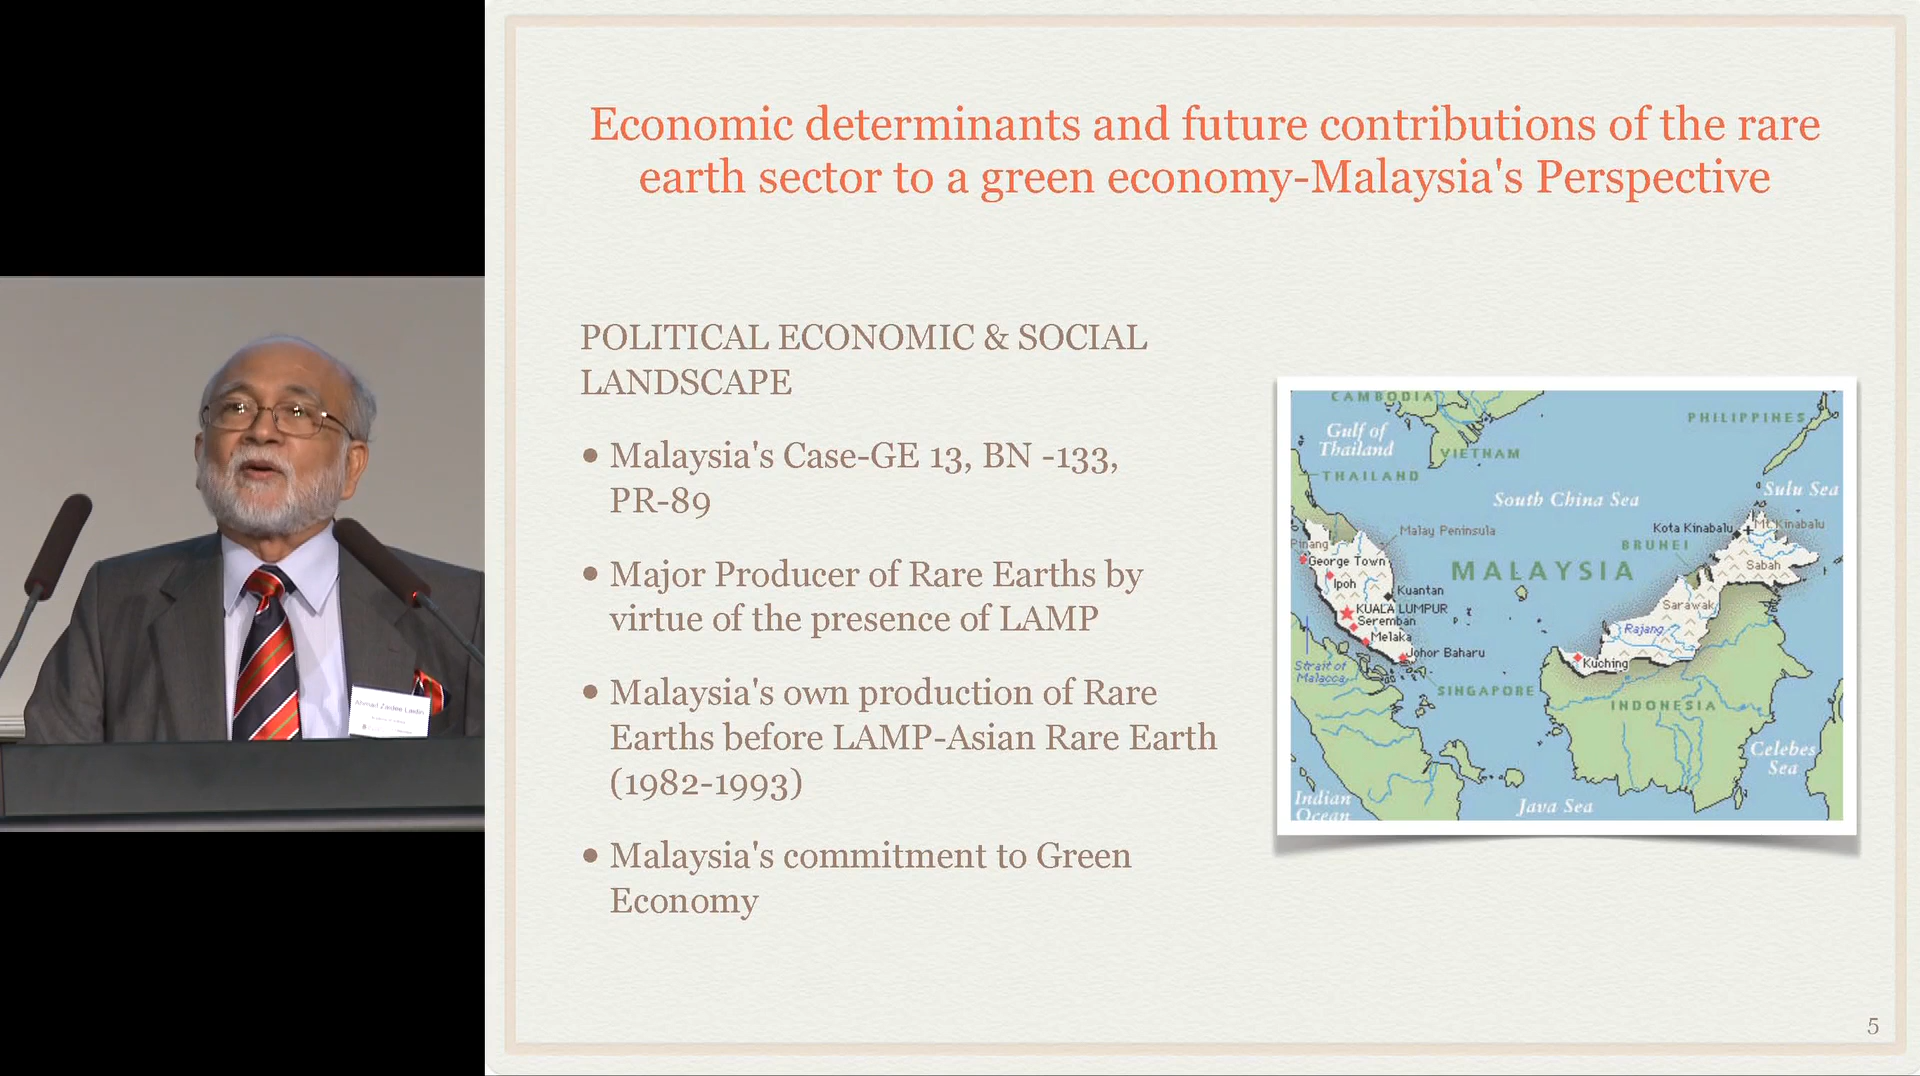 Economic determinants and future contributions of the rare
earth sector to a green economy-Malaysia's Perspective
POLITICAL ECONOMIC & SOCIAL
LANDSCAPE
• Malaysia's Case-GE 13, BN -133,
PR-89
• Major Producer of Rare Earths by
virtue of the presence of LAMP
• Malaysia's own production of Rare
Earths before LAMP-Asian Rare Earth
(1982-1993)
• Malaysia's commitment to Green
Economy
CAMBODIA
PHILIPPINES
Gulf of
Thailand
VIETNAM
THAILAND
South China Sea
Sulu Sea
Malay Peninsula
Kota Kinabalu
Mt Kinabalu
Pinang
BRUNEI
George Town
MALAYSIA
Sabah
Ipoh
Kuantan
KUALA LUMPUR
Sarawak
Seremban
Rajang
Melaka
Johor Baharu
Kuching
Strait of
Malacca
SINGAPORE
INDONESIA
Celebes
Sea
Indian
Ocean
Java Sea
Ahmad Zaidee Laidin
5